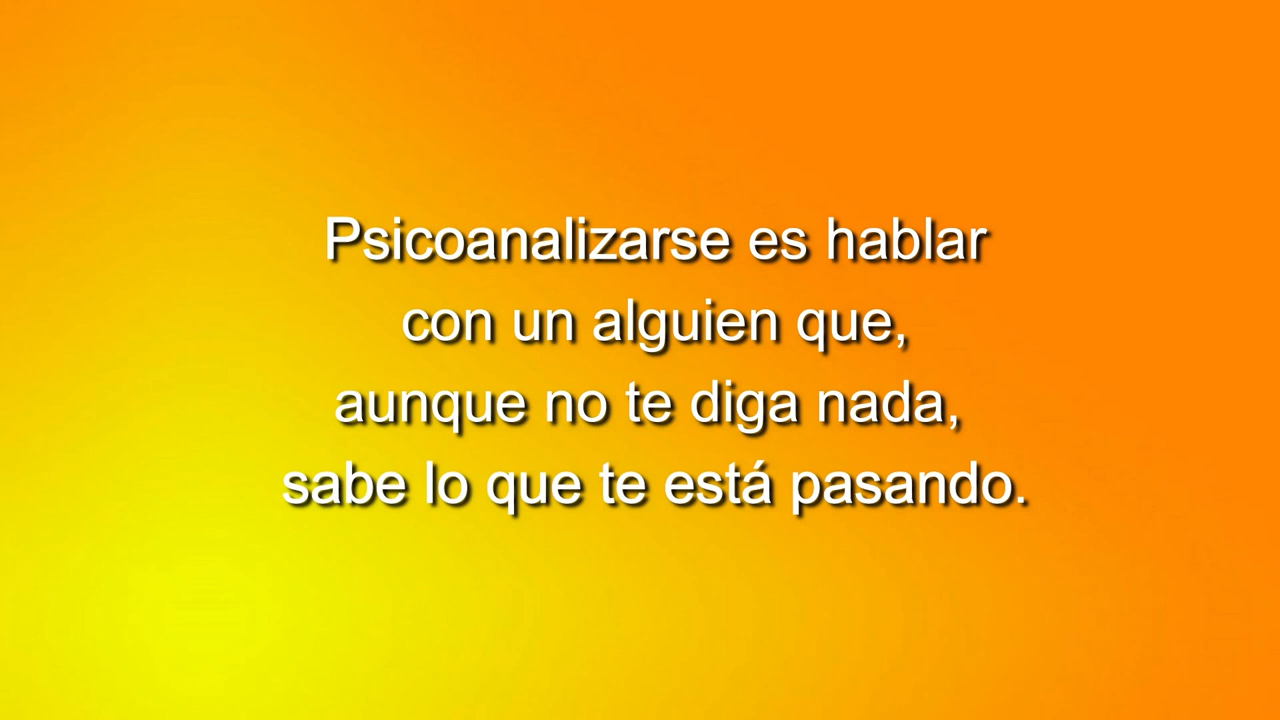 Psicoanalizarse es hablar
con un alguien que,
aunque no te diga nada,
sabe lo que te está pasando.